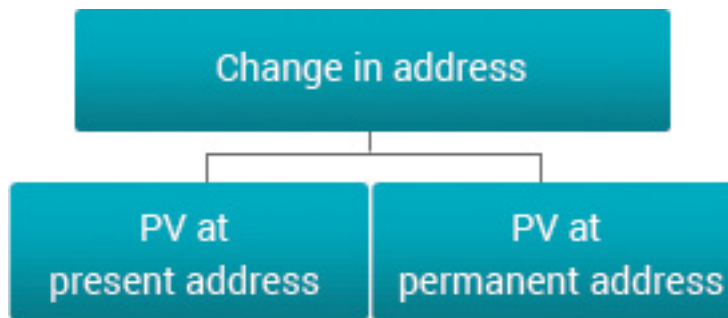 Change in address
PV at
present address
PV at
permanent address